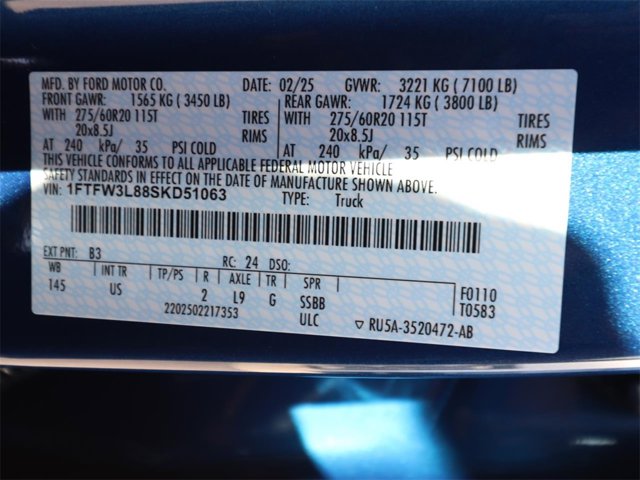 MFD. BY FORD MOTOR CO. DATE: 02/25 GVWR: 3221 KG ( 7100 LB)
FRONT GAWR: 1565 KG ( 3450 LB) REAR GAWR: 1724 KG ( 3800 LB)
WITH 275/60R20 115T TIRES WITH 275/60R20 115T TIRES
20x8.5J RIMS 20x8.5J RIMS
AT 240 kPa/ 35 PSI COLD AT 240 kPa/ 35 PSI COLD
THIS VEHICLE CONFORMS TO ALL APPLICABLE FEDERAL MOTOR VEHICLE
SAFETY STANDARDS IN EFFECT ON THE DATE OF MANUFACTURE SHOWN ABOVE.
VIN: 1FTFW3L88SKD51063 TYPE: Truck
EXT PNT: B3 RC: 24 DSO:
WB INT TR TP/PS R AXLE TR SPR F0110
145 US 2 L9 G SSBB T0583
2202502217353 ULC ▽ RU5A-3520472-AB